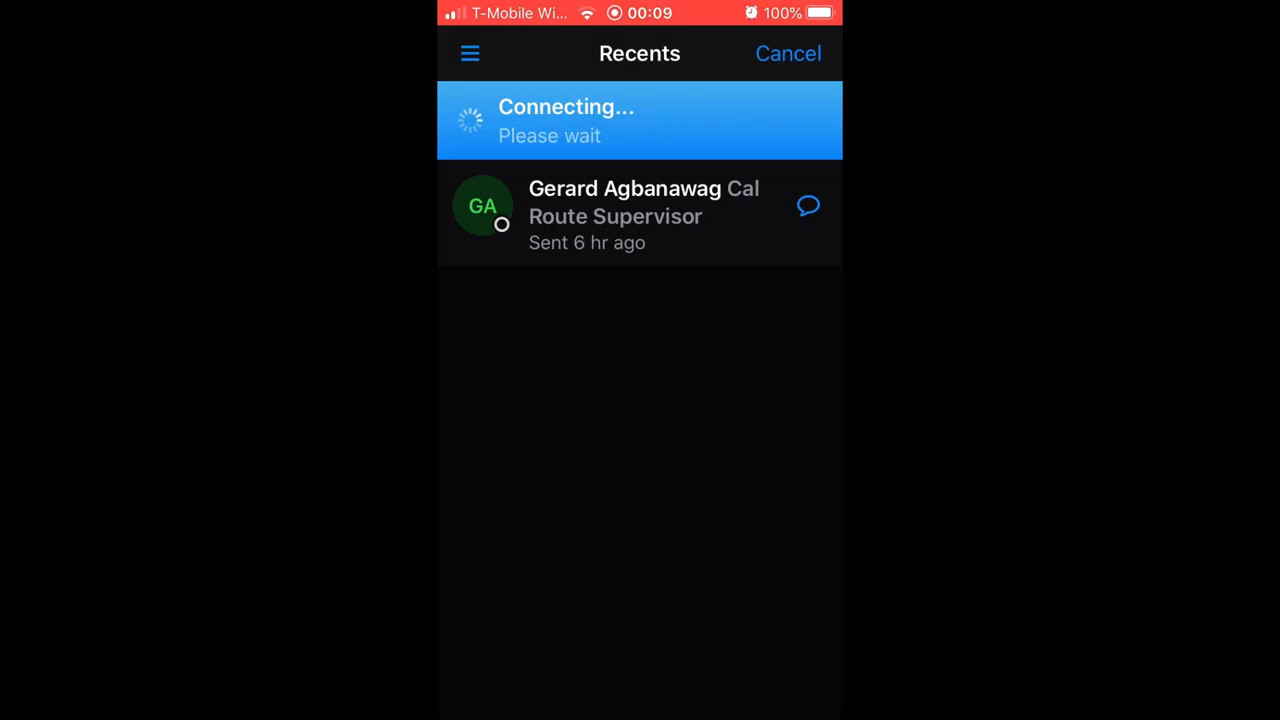 T-Mobile Wi... 00:09 100%
Recents Cancel
Connecting...
Please wait
GA Gerard Agbanawag Cal
Route Supervisor
Sent 6 hr ago